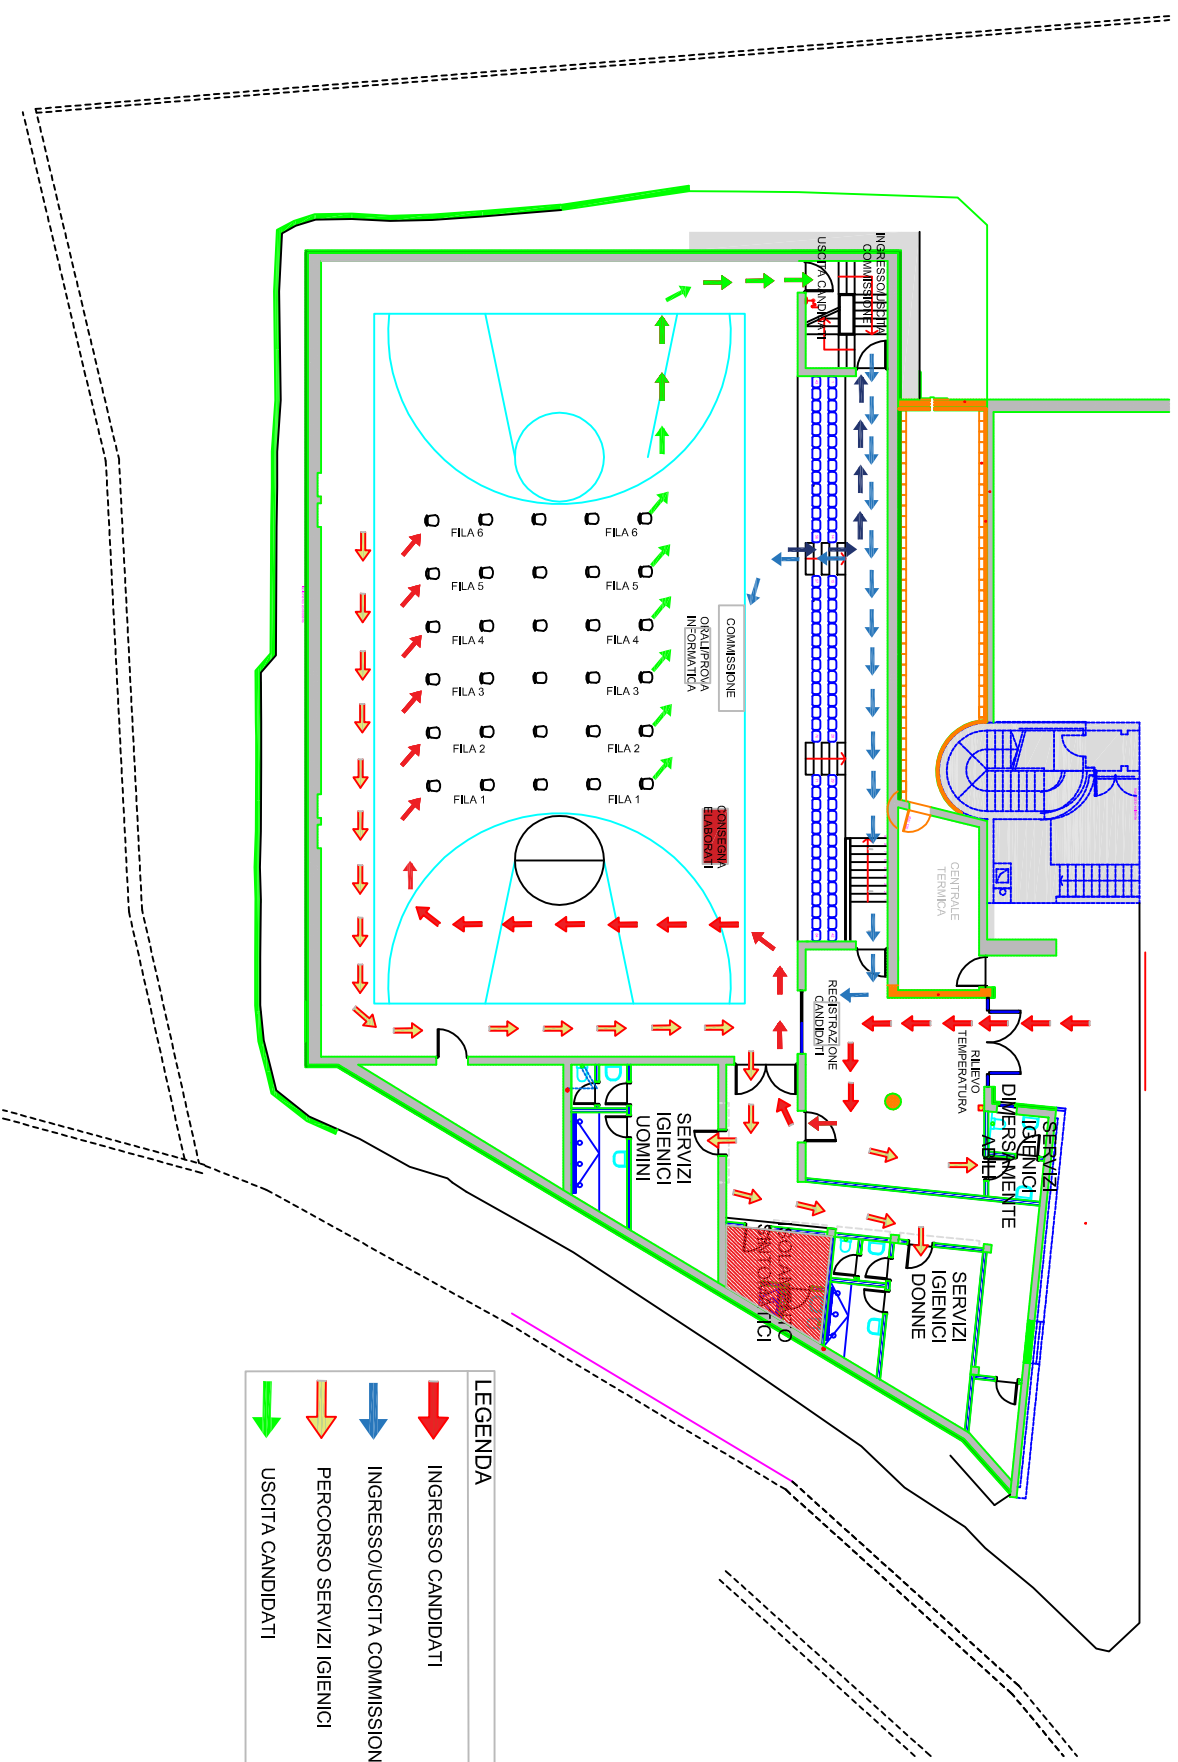 INGRESSO/USCITA
COMMISSIONE
USCITA CANDIDATI
FILA 6
FILA 6
FILA 5
FILA 5
FILA 4
FILA 4
FILA 3
FILA 3
FILA 2
FILA 2
FILA 1
FILA 1
COMMISSIONE
ORALI/PROVA
INFORMATICA
CONSEGNA
ELABORATI
CENTRALE
TERMICA
REGISTRAZIONE
CANDIDATI
RILIEVO
TEMPERATURA
SERVIZI
IGIENICI
DIMERSAMENTE
ABILI
SERVIZI
IGIENICI
UOMINI
SERVIZI
IGIENICI
DONNE
LEGENDA
INGRESSO CANDIDATI
INGRESSO/USCITA COMMISSION
PERCORSO SERVIZI IGIENICI
USCITA CANDIDATI